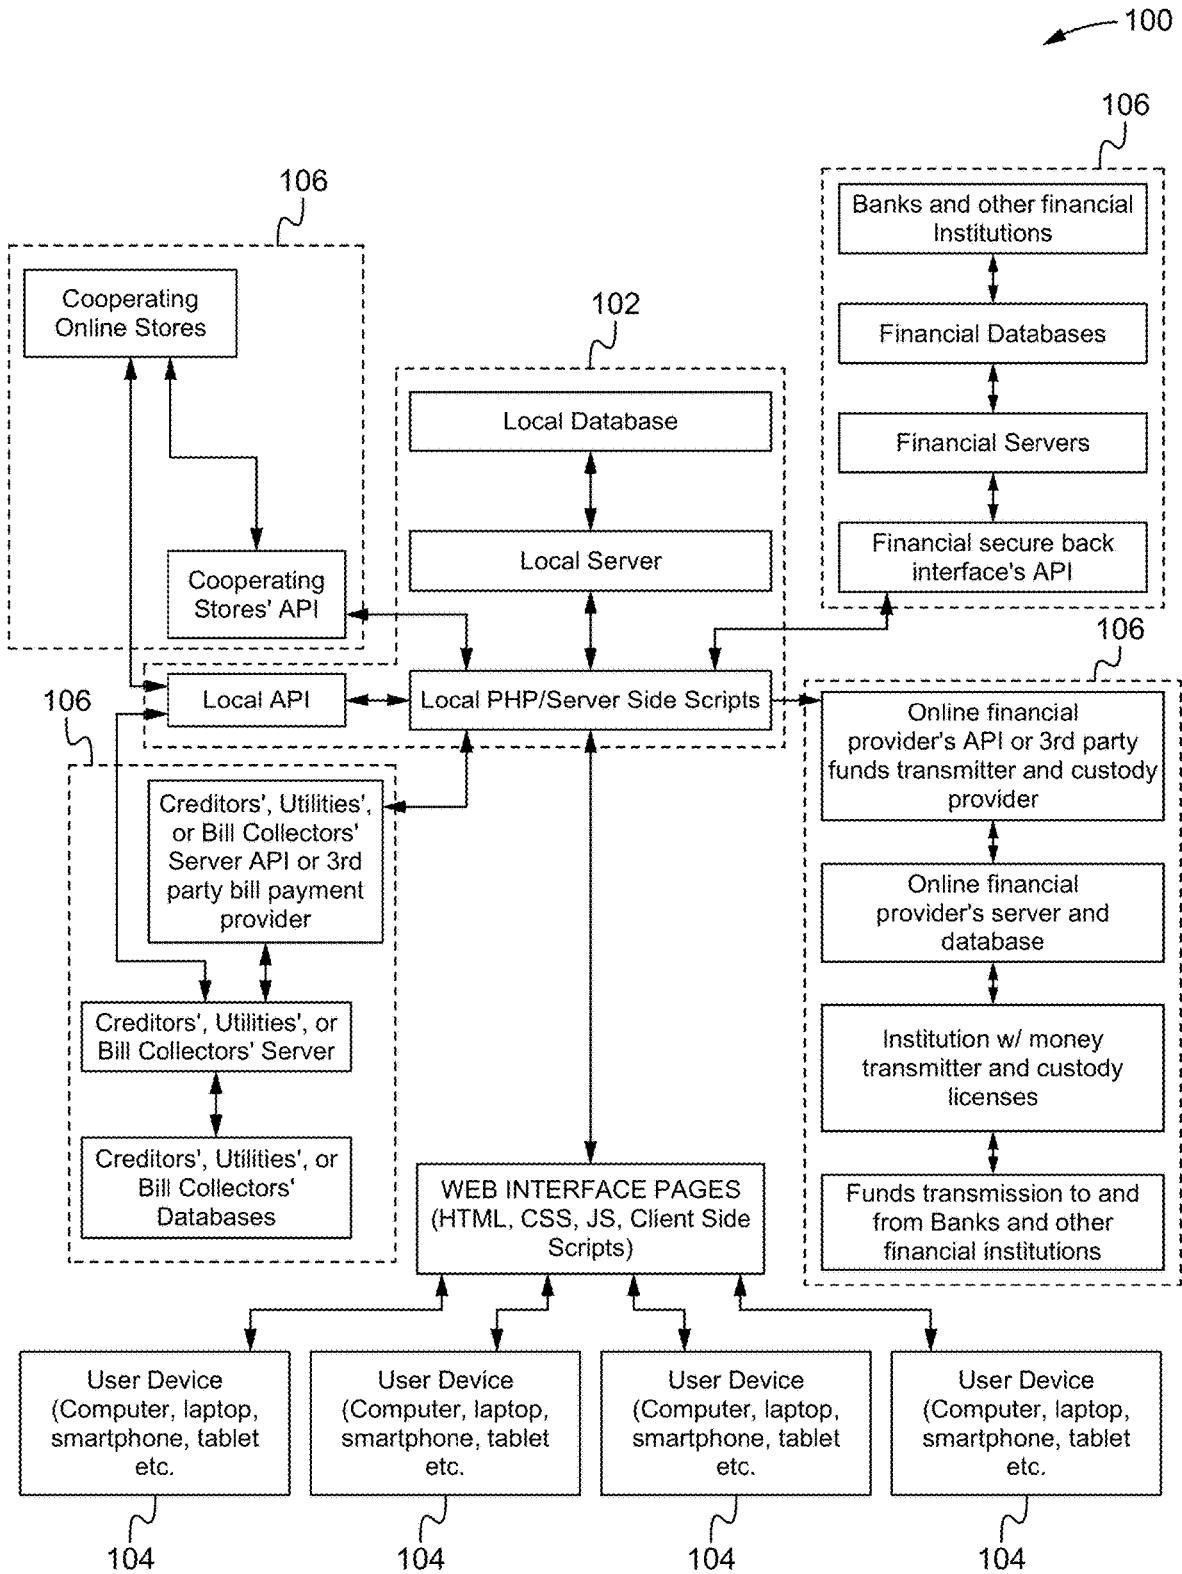 100
106
Banks and other financial
Institutions
Financial Databases
Financial Servers
Financial secure back
interface's API
106
Cooperating
Online Stores
Cooperating
Stores' API
102
Local Database
Local Server
Local API
Local PHP/Server Side Scripts
106
Online financial
provider's API or 3rd party
funds transmitter and custody
provider
Online financial
provider's server and
database
Institution w/ money
transmitter and custody
licenses
Funds transmission to and
from Banks and other
financial institutions
106
Creditors', Utilities',
or Bill Collectors'
Server API or 3rd
party bill payment
provider
Creditors', Utilities', or
Bill Collectors' Server
Creditors', Utilities', or
Bill Collectors'
Databases
WEB INTERFACE PAGES
(HTML, CSS, JS, Client Side
Scripts)
User Device
(Computer, laptop,
smartphone, tablet
etc.
User Device
(Computer, laptop,
smartphone, tablet
etc.
User Device
(Computer, laptop,
smartphone, tablet
etc.
User Device
(Computer, laptop,
smartphone, tablet
etc.
104
104
104
104